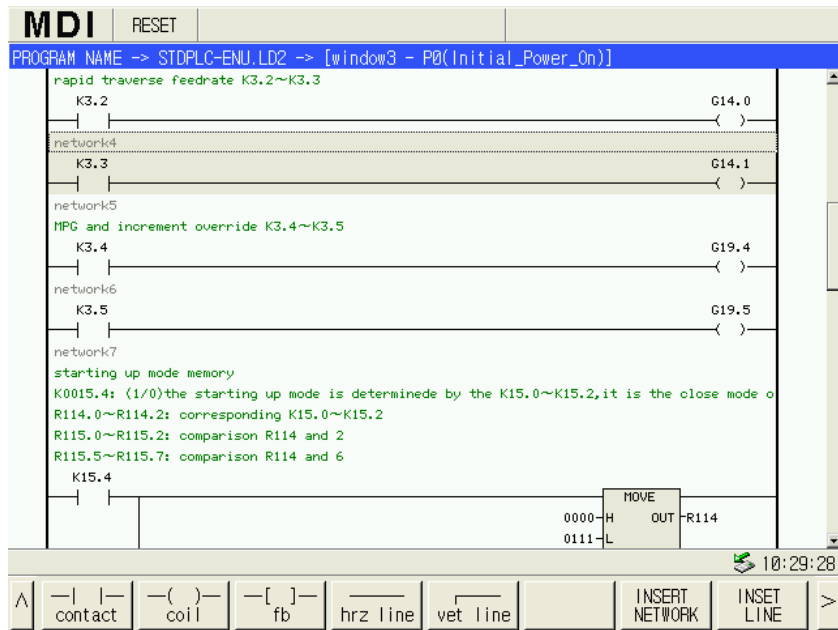 MDI RESET
PROGRAM NAME -> STDPLC-ENU.LD2 -> [window3 - P0(Initial_Power_On)]
rapid traverse feedrate K3.2~K3.3
K3.2 G14.0
network4
K3.3 G14.1
network5
MPG and increment override K3.4~K3.5
K3.4 G19.4
network6
K3.5 G19.5
network7
starting up mode memory
K0015.4: (1/0)the starting up mode is determinede by the K15.0~K15.2,it is the close mode o
R114.0~R114.2: corresponding K15.0~K15.2
R115.0~R115.2: comparison R114 and 2
R115.5~R115.7: comparison R114 and 6
K15.4
MOVE
0000 H OUT R114
0111 L
10:29:28
contact coil fb hrz line vet line INSERT NETWORK INSET LINE >